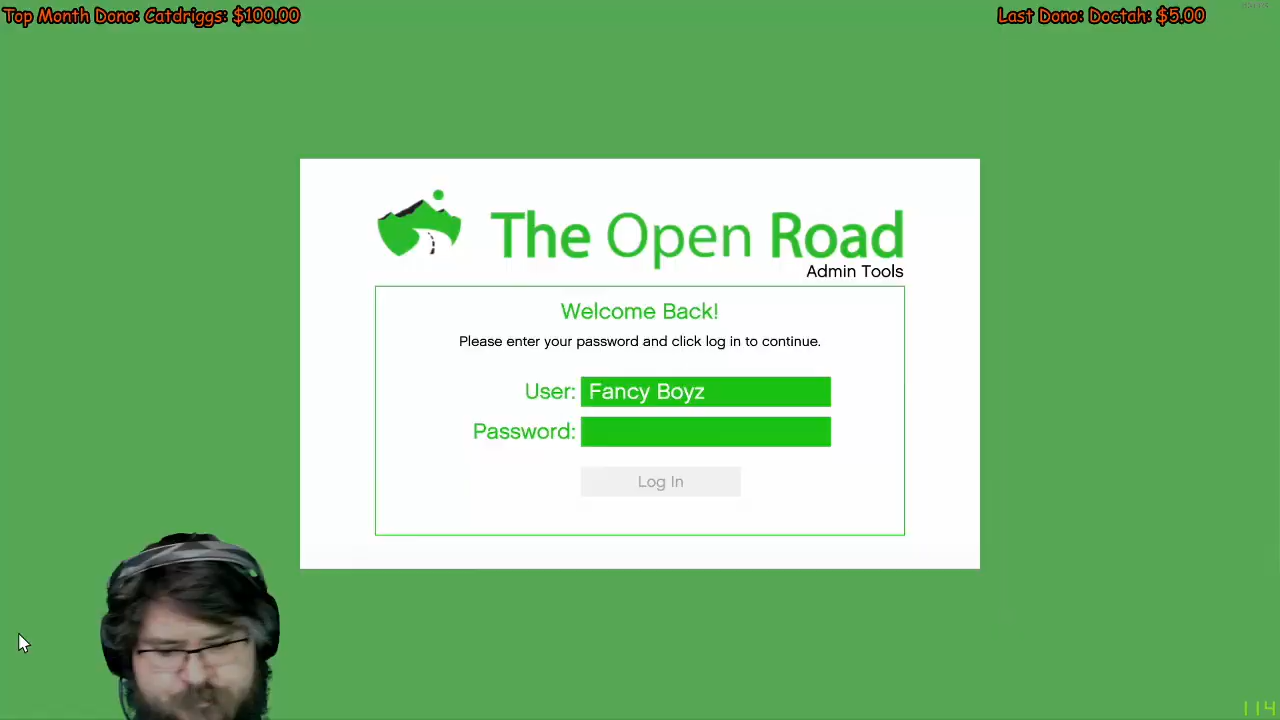 Top Month Dono: Catdriggs: $100.00
Last Dono: Doctah: $5.00
The Open Road
Admin Tools
Welcome Back!
Please enter your password and click log in to continue.
User: Fancy Boyz
Password:
Log In
114